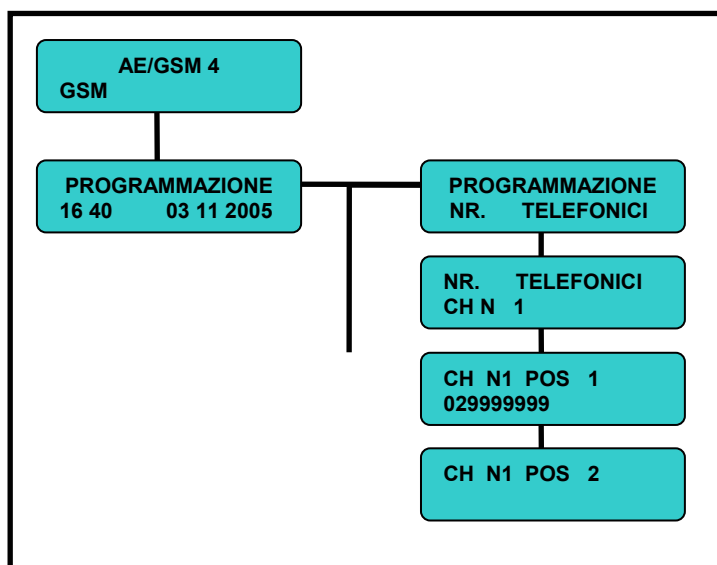 AE/GSM 4
GSM
PROGRAMMAZIONE
16 40 03 11 2005
PROGRAMMAZIONE
NR. TELEFONICI
NR. TELEFONICI
CH N 1
CH N1 POS 1
029999999
CH N1 POS 2